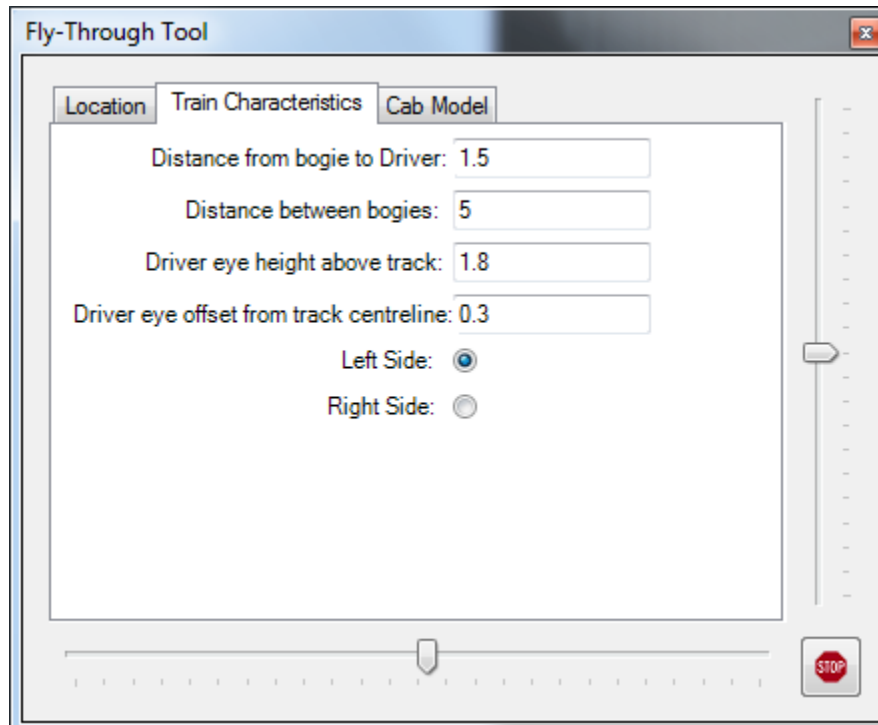 Fly-Through Tool
Location Train Characteristics Cab Model
Distance from bogie to Driver: 1.5
Distance between bogies: 5
Driver eye height above track: 1.8
Driver eye offset from track centreline: 0.3
Left Side:
Right Side:
STOP